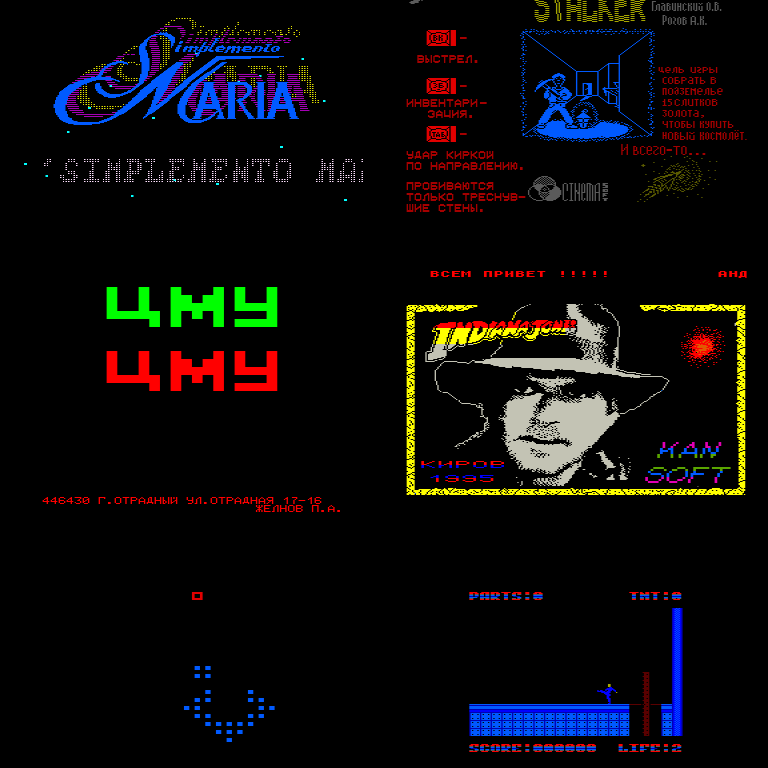 Simplemento
MARIA
SIMPLEMENTO MA
STALKER
Главинский О.В.
Рогов А.К.
ВЫСТРЕЛ.
ИНВЕНТАРИ-
ЗАЦИЯ.
УДАР КИРКОЙ
ПО НАПРАВЛЕНИЮ.
ПРОБИВАЮТСЯ
ТОЛЬКО ТРЕСНУВ-
ШИЕ СТЕНЫ.
ЦЕЛЬ ИГРЫ
СОБРАТЬ В
ПОДЗЕМЕЛЬЕ
15 СЛИТКОВ
ЗОЛОТА,
ЧТОБЫ КУПИТЬ
НОВЫЙ КОСМОЛЕТ.
И всего-то...
CINEMA
ЦМУ
ЦМУ
446430 Г.ОТРАДНЫЙ УЛ.ОТРАДНАЯ 17-16
ЖЕЛНОВ П.А.
ВСЕМ ПРИВЕТ !!!!! АНД
INDIANA JONES
КИРОВ
1995
KAN
SOFT
PARTS:0 TNT:0
SCORE:000000 LIFE:2